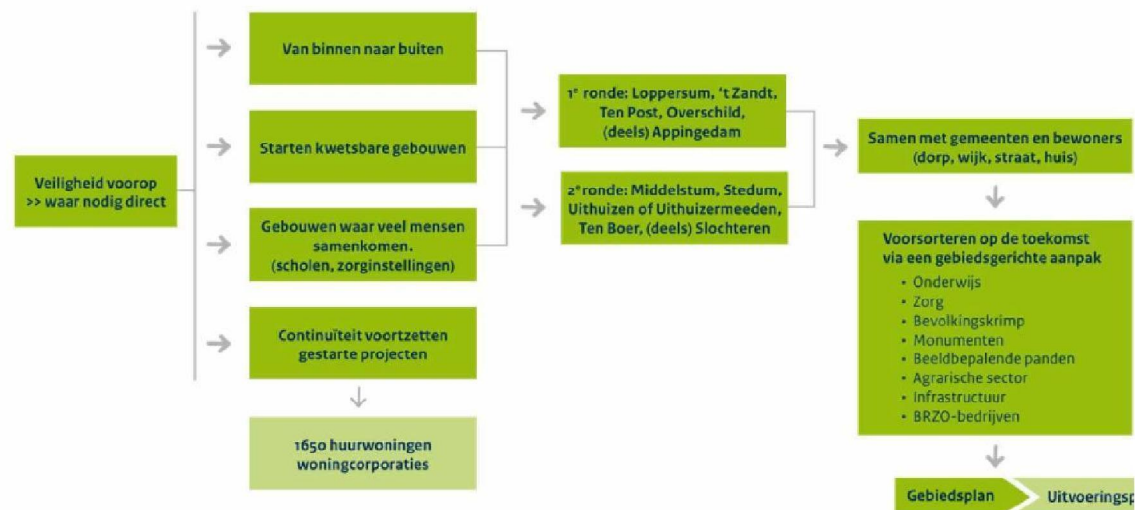 Veiligheid voorop
>> waar nodig direct
Van binnen naar buiten
Starten kwetsbare gebouwen
Gebouwen waar veel mensen
samenkomen.
(scholen, zorginstellingen)
Continuïteit voortzetten
gestarte projecten
1650 huurwoningen
woningcorporaties
1e ronde: Loppersum, 't Zandt,
Ten Post, Overschild,
(deels) Appingedam
2e ronde: Middelstum, Stedum,
Uithuizen of Uithuizermeeden,
Ten Boer, (deels) Slochteren
Samen met gemeenten en bewoners
(dorp, wijk, straat, huis)
Voorsorteren op de toekomst
via een gebiedsgerichte aanpak
• Onderwijs
• Zorg
• Bevolkingskrimp
• Monumenten
• Beeldbepalende panden
• Agrarische sector
• Infrastructuur
• BRZO-bedrijven
Gebiedsplan